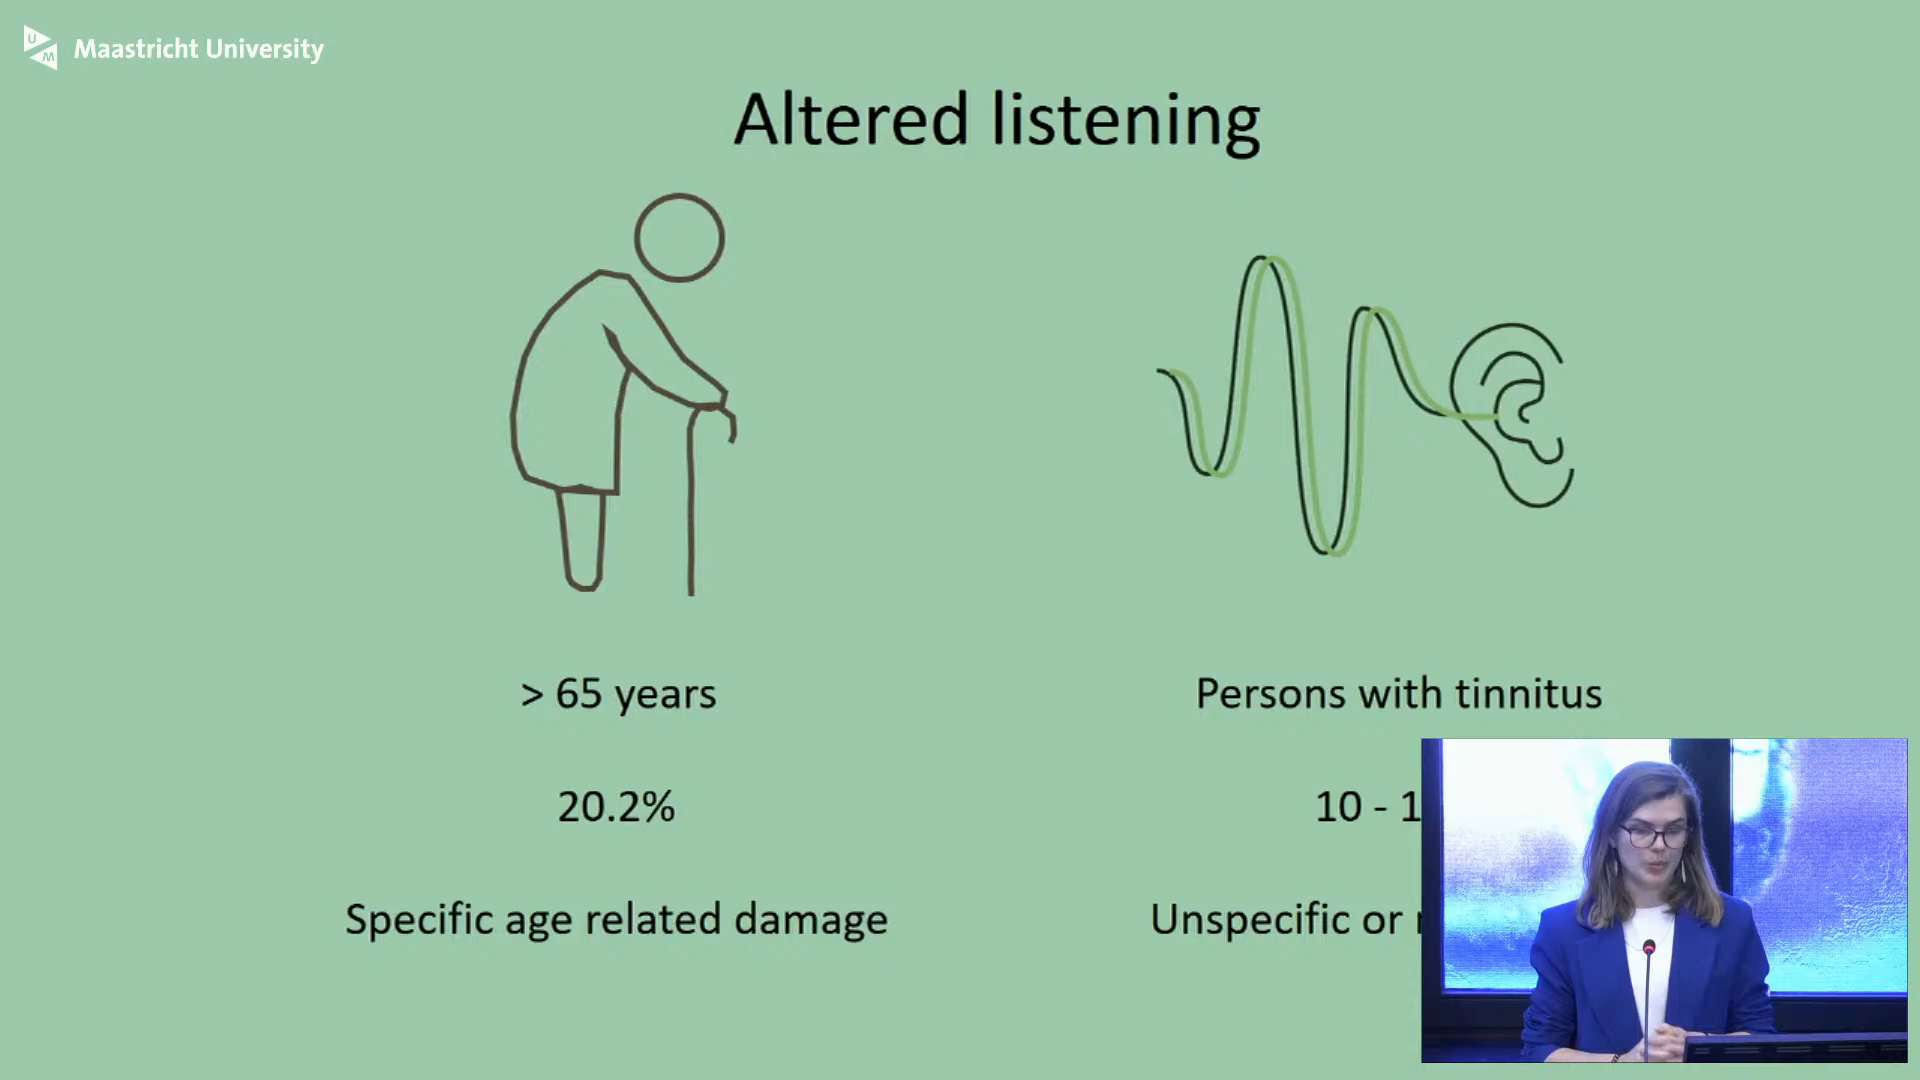 UM Maastricht University
Altered listening
> 65 years
Persons with tinnitus
20.2%
10 - 1
Specific age related damage
Unspecific or